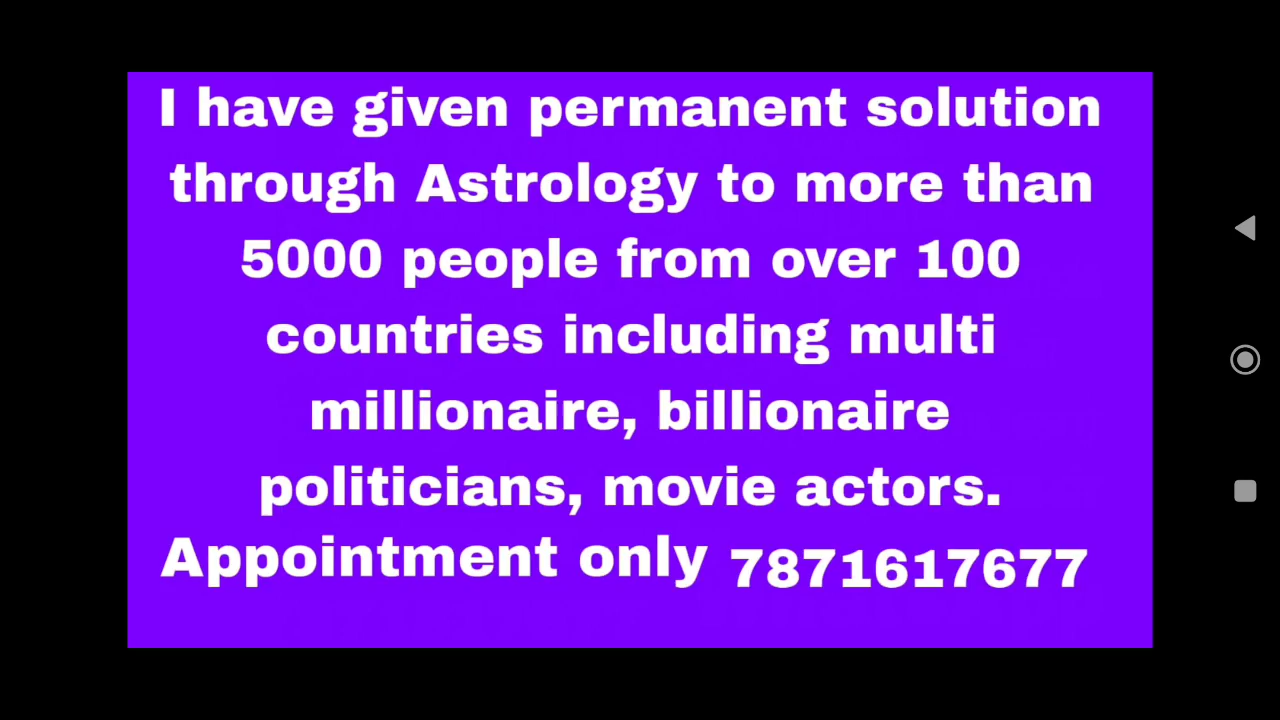 I have given permanent solution
through Astrology to more than
5000 people from over 100
countries including multi
millionaire, billionaire
politicians, movie actors.
Appointment only 7871617677